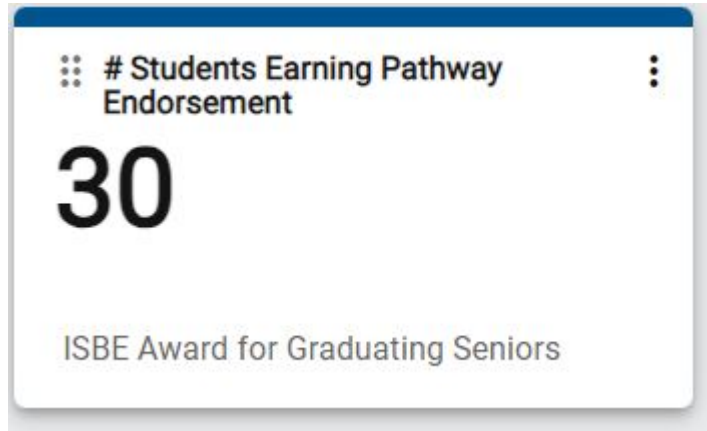 # Students Earning Pathway
Endorsement
30
ISBE Award for Graduating Seniors